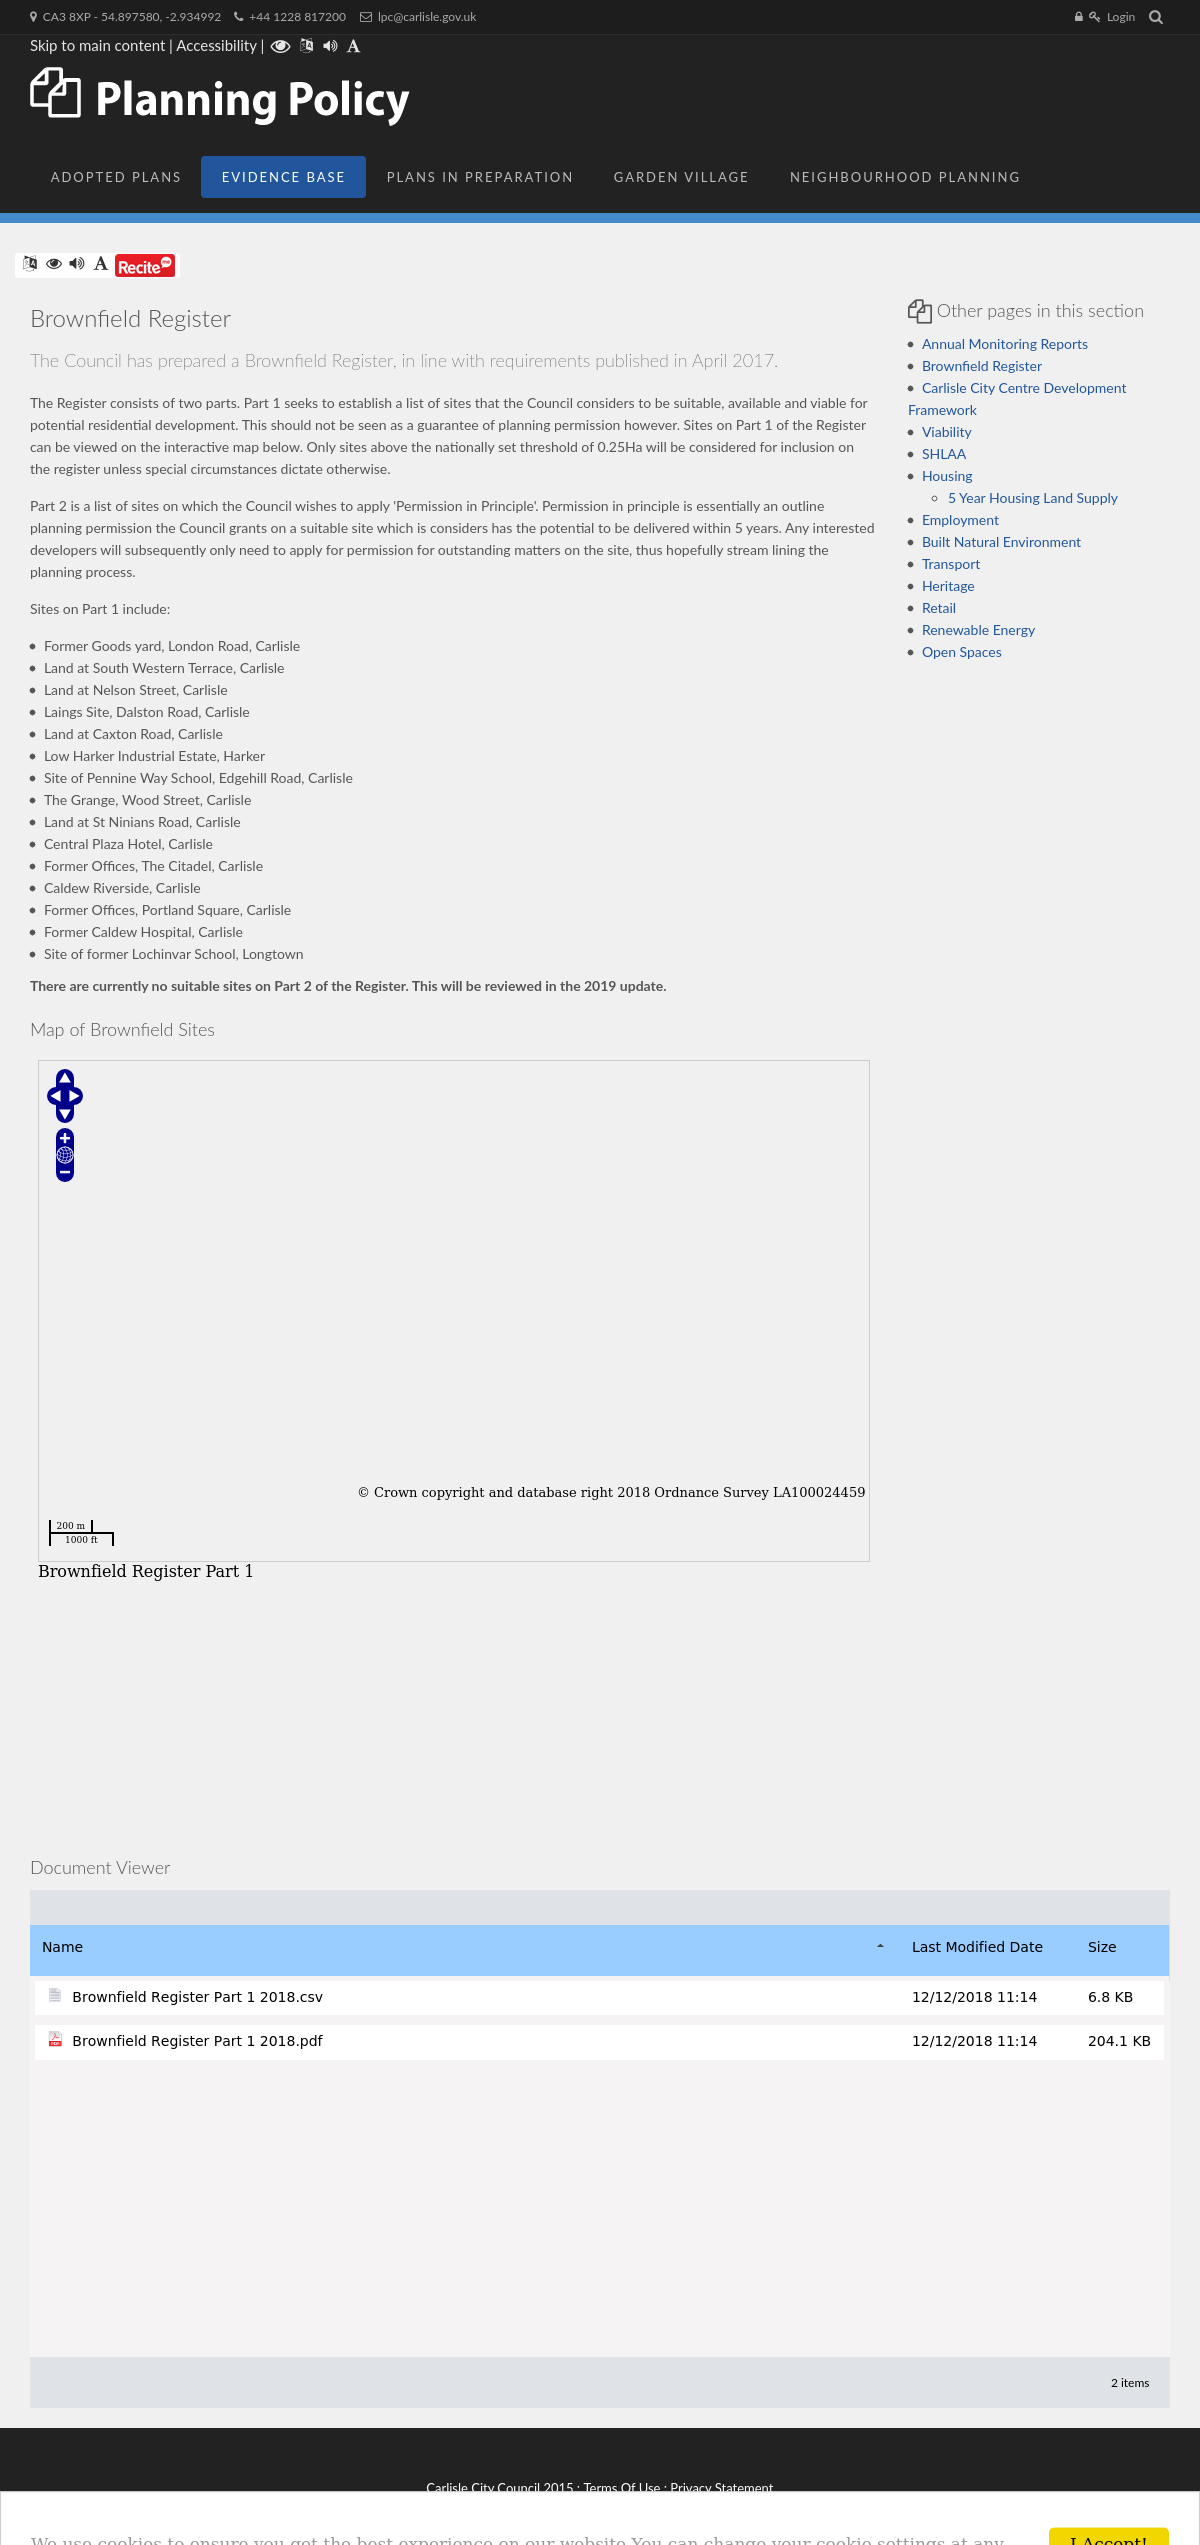 CA3 8XP - 54.897580, -2.934992 +44 1228 817200 lpc@carlisle.gov.uk Login
Skip to main content | Accessibility |
Planning Policy
ADOPTED PLANS EVIDENCE BASE PLANS IN PREPARATION GARDEN VILLAGE NEIGHBOURHOOD PLANNING
Recite me
Brownfield Register
The Council has prepared a Brownfield Register, in line with requirements published in April 2017.
The Register consists of two parts. Part 1 seeks to establish a list of sites that the Council considers to be suitable, available and viable for
potential residential development. This should not be seen as a guarantee of planning permission however. Sites on Part 1 of the Register
can be viewed on the interactive map below. Only sites above the nationally set threshold of 0.25Ha will be considered for inclusion on
the register unless special circumstances dictate otherwise.
Part 2 is a list of sites on which the Council wishes to apply 'Permission in Principle'. Permission in principle is essentially an outline
planning permission the Council grants on a suitable site which is considers has the potential to be delivered within 5 years. Any interested
developers will subsequently only need to apply for permission for outstanding matters on the site, thus hopefully stream lining the
planning process.
Sites on Part 1 include:
Former Goods yard, London Road, Carlisle
Land at South Western Terrace, Carlisle
Land at Nelson Street, Carlisle
Laings Site, Dalston Road, Carlisle
Land at Caxton Road, Carlisle
Low Harker Industrial Estate, Harker
Site of Pennine Way School, Edgehill Road, Carlisle
The Grange, Wood Street, Carlisle
Land at St Ninians Road, Carlisle
Central Plaza Hotel, Carlisle
Former Offices, The Citadel, Carlisle
Caldew Riverside, Carlisle
Former Offices, Portland Square, Carlisle
Former Caldew Hospital, Carlisle
Site of former Lochinvar School, Longtown
There are currently no suitable sites on Part 2 of the Register. This will be reviewed in the 2019 update.
Other pages in this section
Annual Monitoring Reports
Brownfield Register
Carlisle City Centre Development
Framework
Viability
SHLAA
Housing
5 Year Housing Land Supply
Employment
Built Natural Environment
Transport
Heritage
Retail
Renewable Energy
Open Spaces
Map of Brownfield Sites
© Crown copyright and database right 2018 Ordnance Survey LA100024459
200 m
1000 ft
Brownfield Register Part 1
Document Viewer
Name Last Modified Date Size
Brownfield Register Part 1 2018.csv 12/12/2018 11:14 6.8 KB
Brownfield Register Part 1 2018.pdf 12/12/2018 11:14 204.1 KB
2 items
Carlisle City Council 2015 : Terms Of Use : Privacy Statement
We use cookies to ensure you get the best experience on our website You can change your cookie settings at any
I Accept!